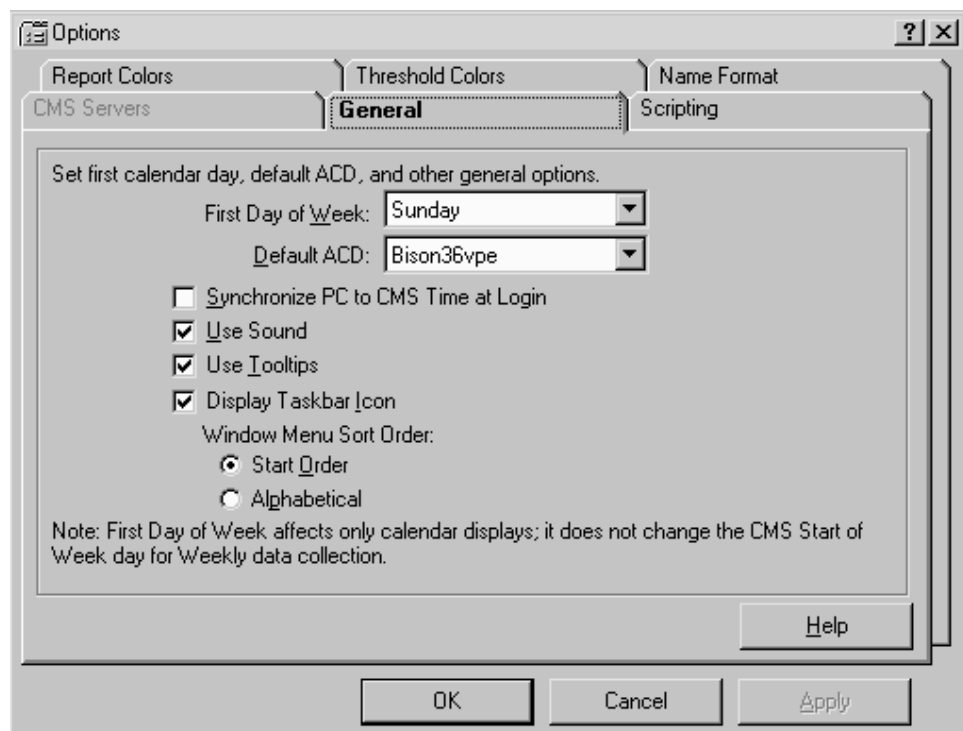 Options
Report Colors
Threshold Colors
Name Format
CMS Servers
General
Scripting
Set first calendar day, default ACD, and other general options.
First Day of Week: Sunday
Default ACD: Bison36vpe
Synchronize PC to CMS Time at Login
Use Sound
Use Tooltips
Display Taskbar Icon
Window Menu Sort Order:
Start Order
Alphabetical
Note: First Day of Week affects only calendar displays; it does not change the CMS Start of
Week day for Weekly data collection.
Help
OK
Cancel
Apply